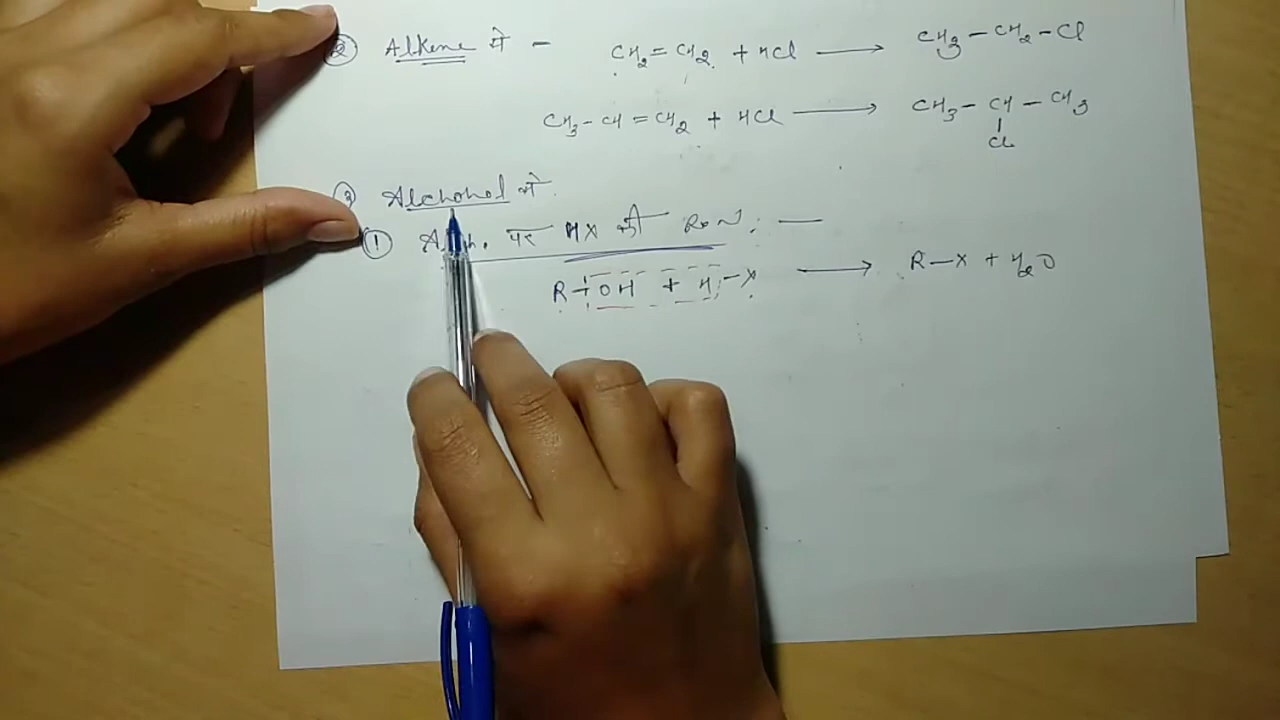 ② Alkene में - CH₂=CH₂ + HCl ⟶ CH₃-CH₂-Cl
CH₃-CH=CH₂ + HCl ⟶ CH₃-CH-CH₃
Cl
③ Alchohol से
① पर HX की Rxn: —
R+OH + H-X ⟶ R-X + H₂O